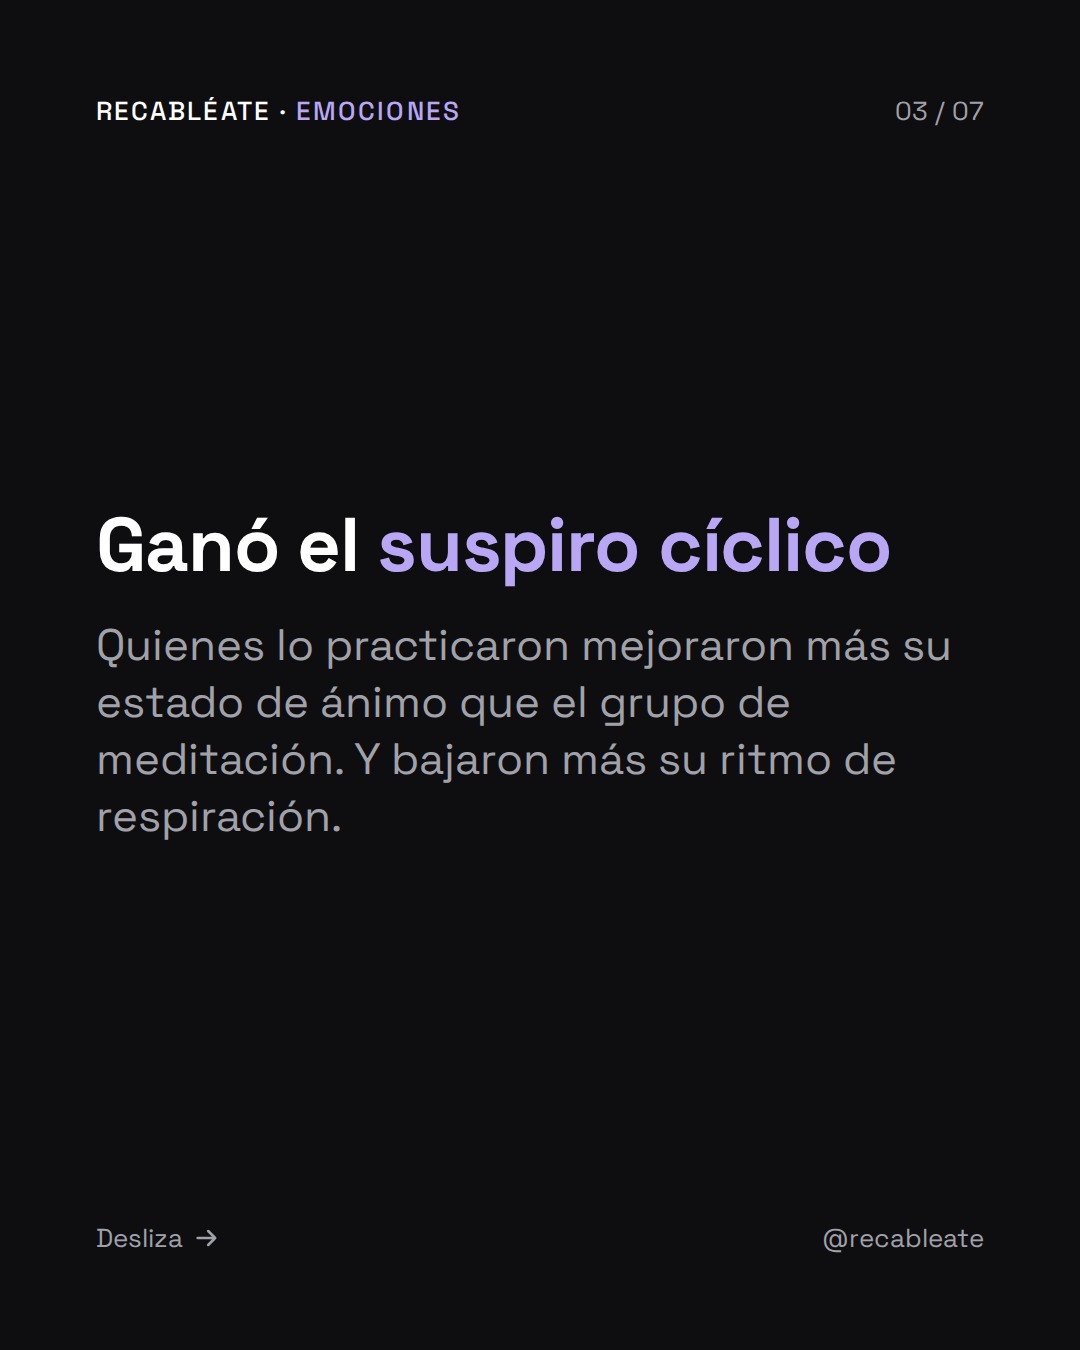 RECABLÉATE · EMOCIONES
03 / 07
Ganó el suspiro cíclico
Quienes lo practicaron mejoraron más su
estado de ánimo que el grupo de
meditación. Y bajaron más su ritmo de
respiración.
Desliza →
@recableate